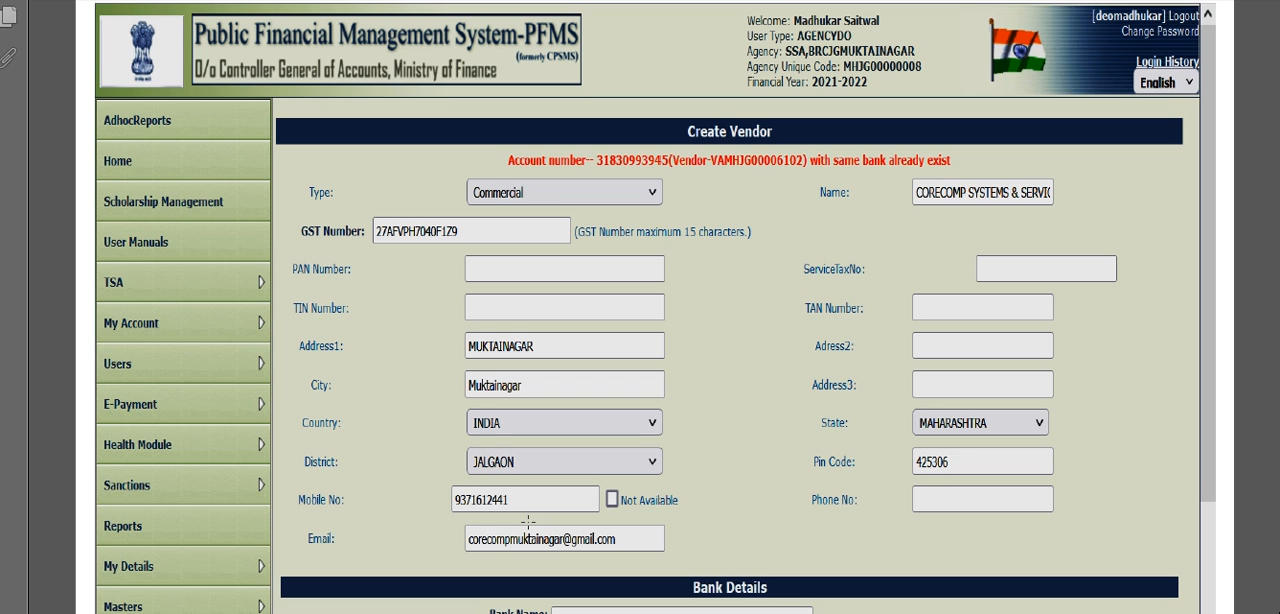 Public Financial Management System-PFMS
(formerly CPSMS)
O/o Controller General of Accounts, Ministry of Finance
Welcome: Madhukar Saitwal
User Type: AGENCYDO
Agency: SSA,BRCJGMUKTAINAGAR
Agency Unique Code: MHJG00000008
Financial Year: 2021-2022
[deomadhukar] Logout
Change Password
Login History
English
AdhocReports
Home
Scholarship Management
User Manuals
TSA
My Account
Users
E-Payment
Health Module
Sanctions
Reports
My Details
Masters
Create Vendor
Account number-- 31830993945(Vendor-VAMHJG00006102) with same bank already exist
Type: Commercial Name: CORECOMP SYSTEMS & SERVIC
GST Number: 27AFVPH7040F1Z9 (GST Number maximum 15 characters.)
PAN Number: ServiceTaxNo:
TIN Number: TAN Number:
Address1: MUKTAINAGAR Adress2:
City: Muktainagar Address3:
Country: INDIA State: MAHARASHTRA
District: JALGAON Pin Code: 425306
Mobile No: 9371612441 Not Available Phone No:
Email: corecompmuktainagar@gmail.com
Bank Details
Bank Name: